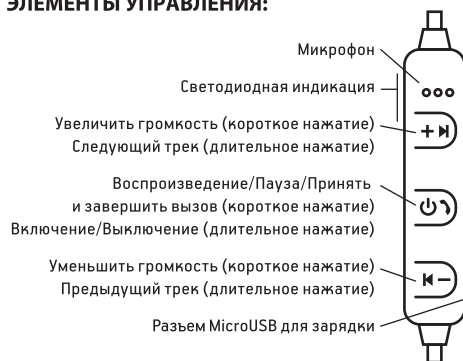 ЭЛЕМЕНТЫ УПРАВЛЕНИЯ:
Микрофон
Светодиодная индикация
Увеличить громкость (короткое нажатие)
Следующий трек (длительное нажатие)
Воспроизведение/Пауза/Принять
и завершить вызов (короткое нажатие)
Включение/Выключение (длительное нажатие)
Уменьшить громкость (короткое нажатие)
Предыдущий трек (длительное нажатие)
Разъем MicroUSB для зарядки